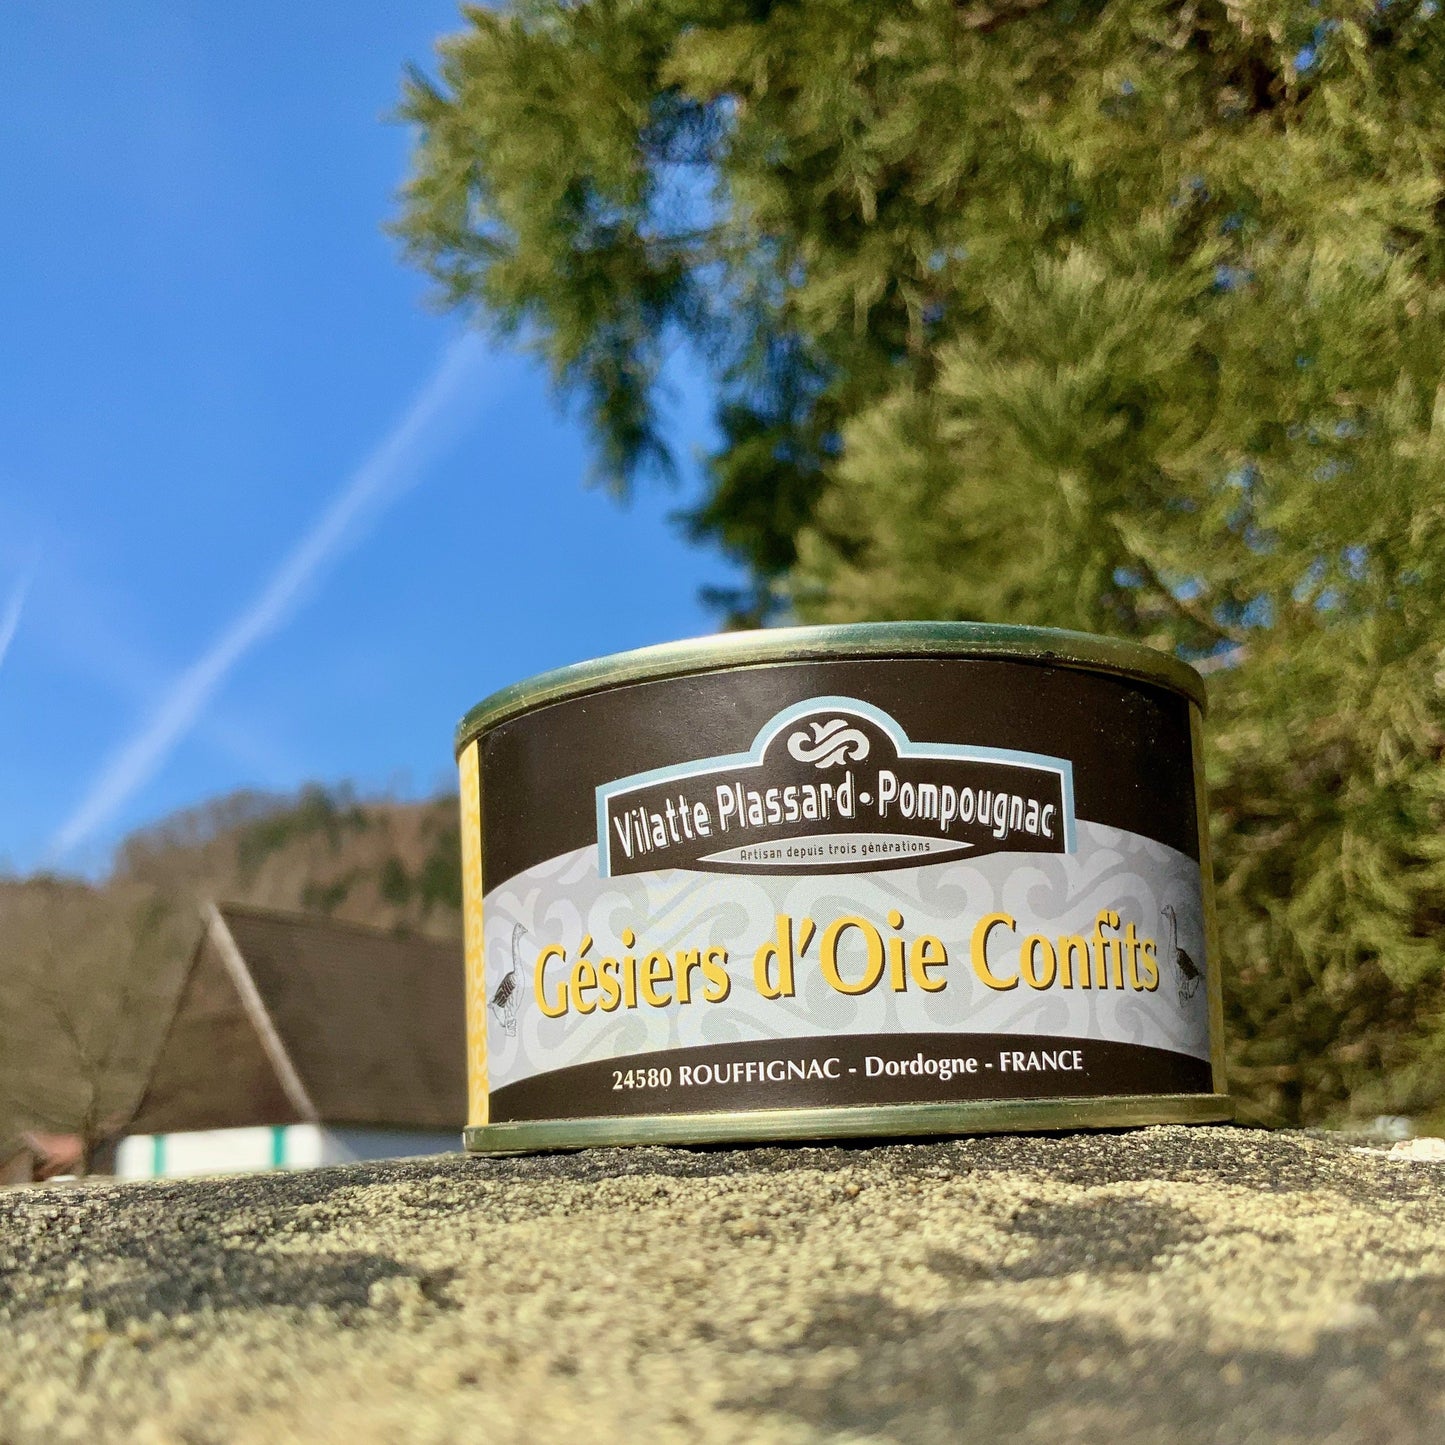 Vilatte Plassard • Pompougnac
Artisan depuis trois générations
Gésiers d'Oie Confits
24580 ROUFFIGNAC - Dordogne - FRANCE